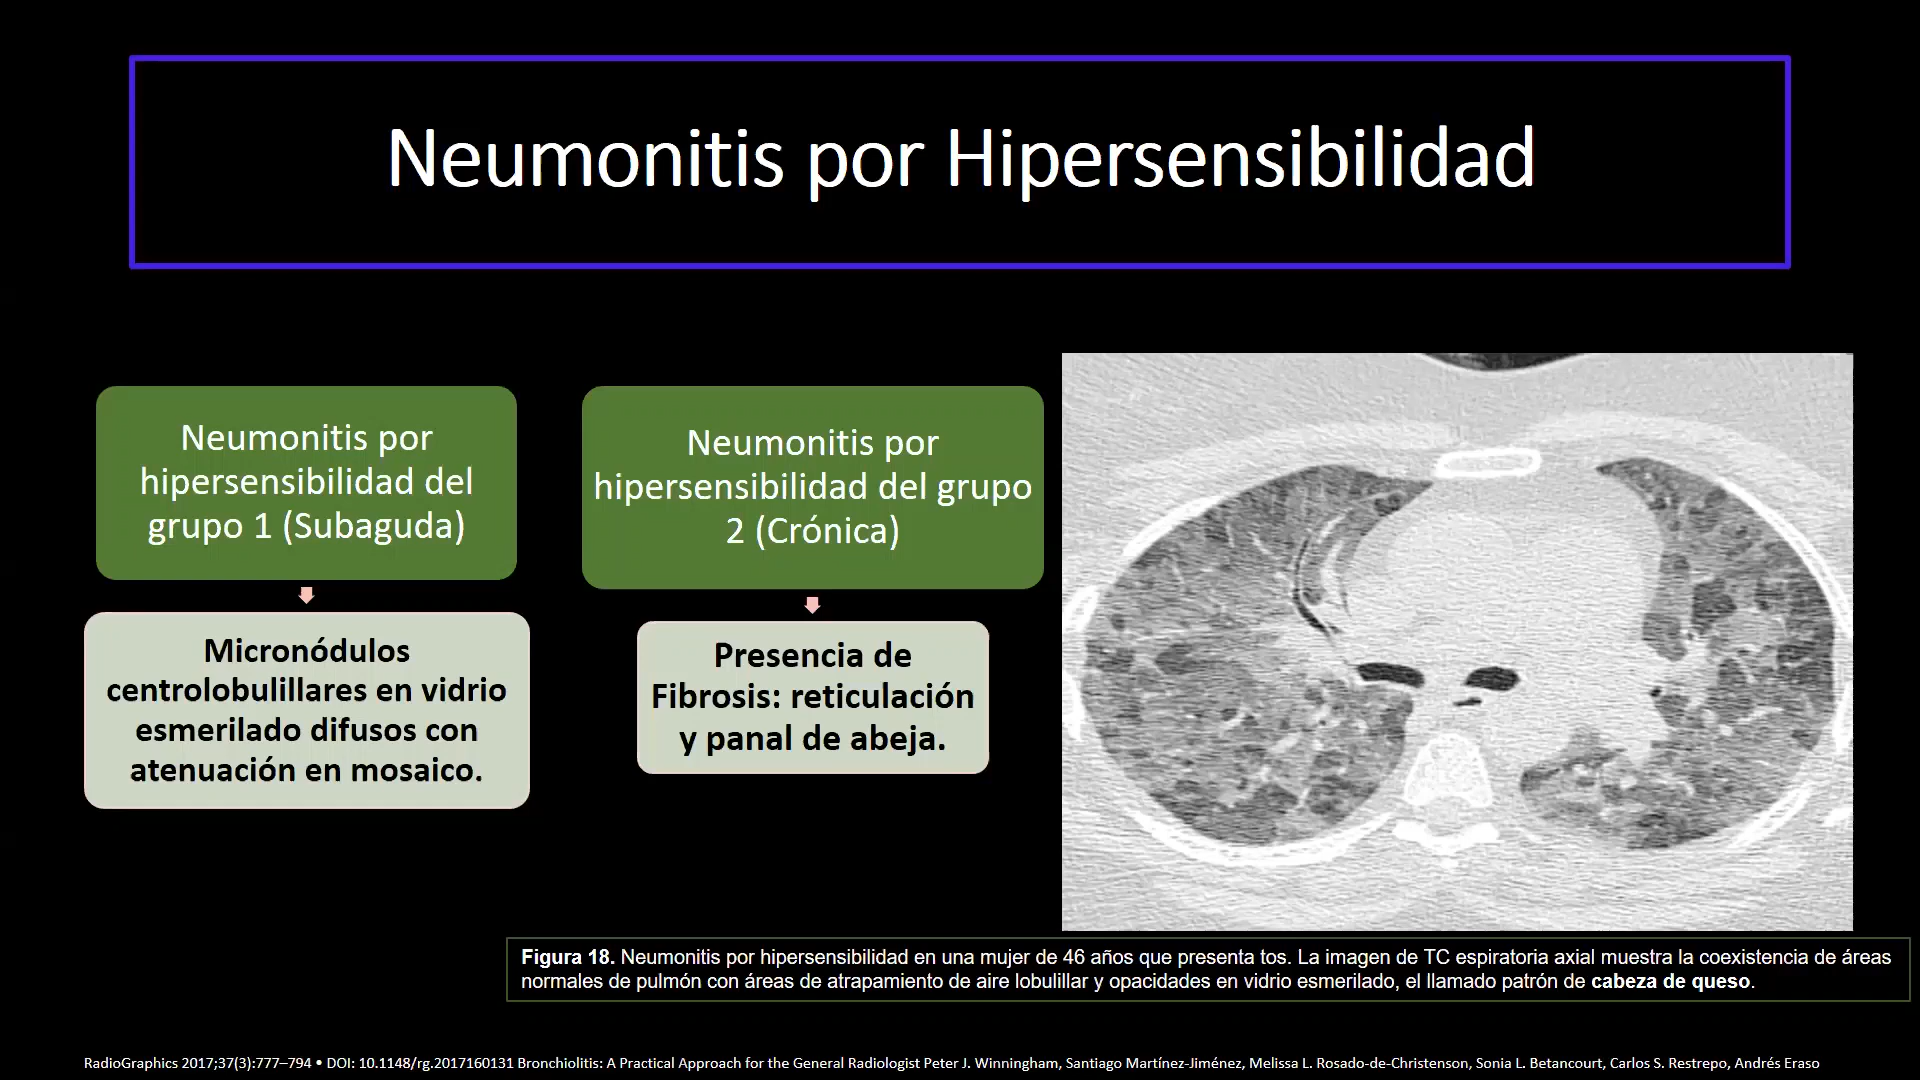 Neumonitis por Hipersensibilidad
Neumonitis por
hipersensibilidad del
grupo 1 (Subaguda)
Micronódulos
centrolobulillares en vidrio
esmerilado difusos con
atenuación en mosaico.
Neumonitis por
hipersensibilidad del grupo
2 (Crónica)
Presencia de
Fibrosis: reticulación
y panal de abeja.
Figura 18. Neumonitis por hipersensibilidad en una mujer de 46 años que presenta tos. La imagen de TC espiratoria axial muestra la coexistencia de áreas
normales de pulmón con áreas de atrapamiento de aire lobulillar y opacidades en vidrio esmerilado, el llamado patrón de cabeza de queso.
RadioGraphics 2017;37(3):777–794 • DOI: 10.1148/rg.2017160131 Bronchiolitis: A Practical Approach for the General Radiologist Peter J. Winningham, Santiago Martínez-Jiménez, Melissa L. Rosado-de-Christenson, Sonia L. Betancourt, Carlos S. Restrepo, Andrés Eraso